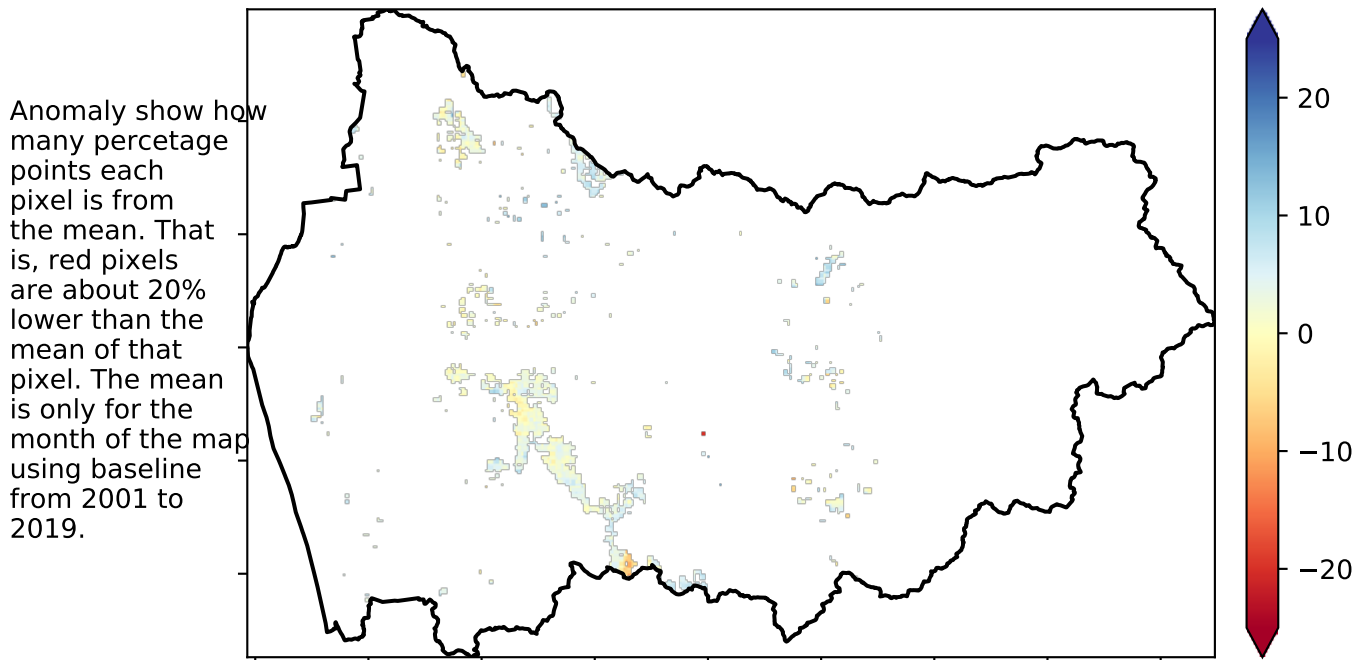 Anomaly show how
many percetage
points each
pixel is from
the mean. That
is, red pixels
are about 20%
lower than the
mean of that
pixel. The mean
is only for the
month of the map
using baseline
from 2001 to
2019.
20
10
0
−10
−20